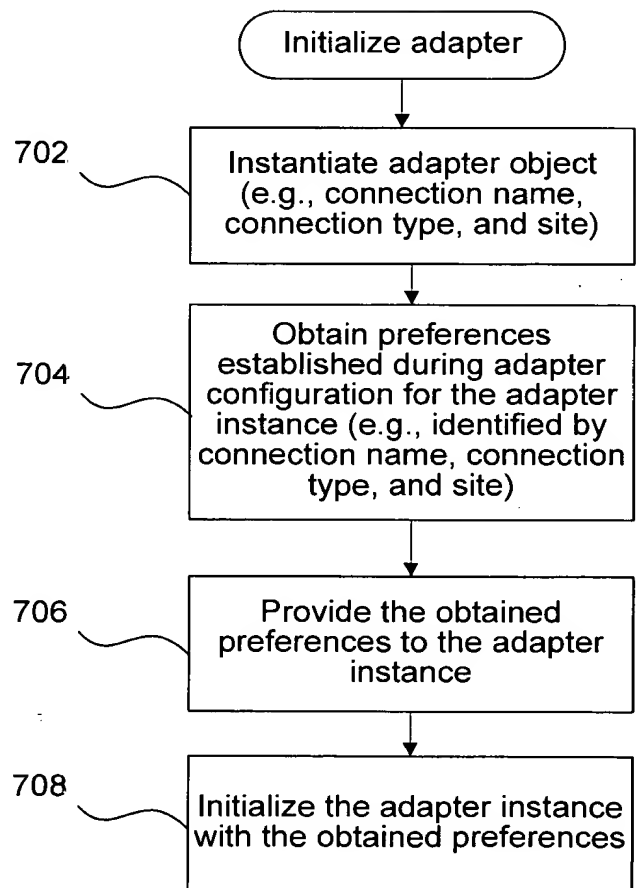 Initialize adapter
702
Instantiate adapter object
(e.g., connection name,
connection type, and site)
704
Obtain preferences
established during adapter
configuration for the adapter
instance (e.g., identified by
connection name, connection
type, and site)
706
Provide the obtained
preferences to the adapter
instance
708
Initialize the adapter instance
with the obtained preferences